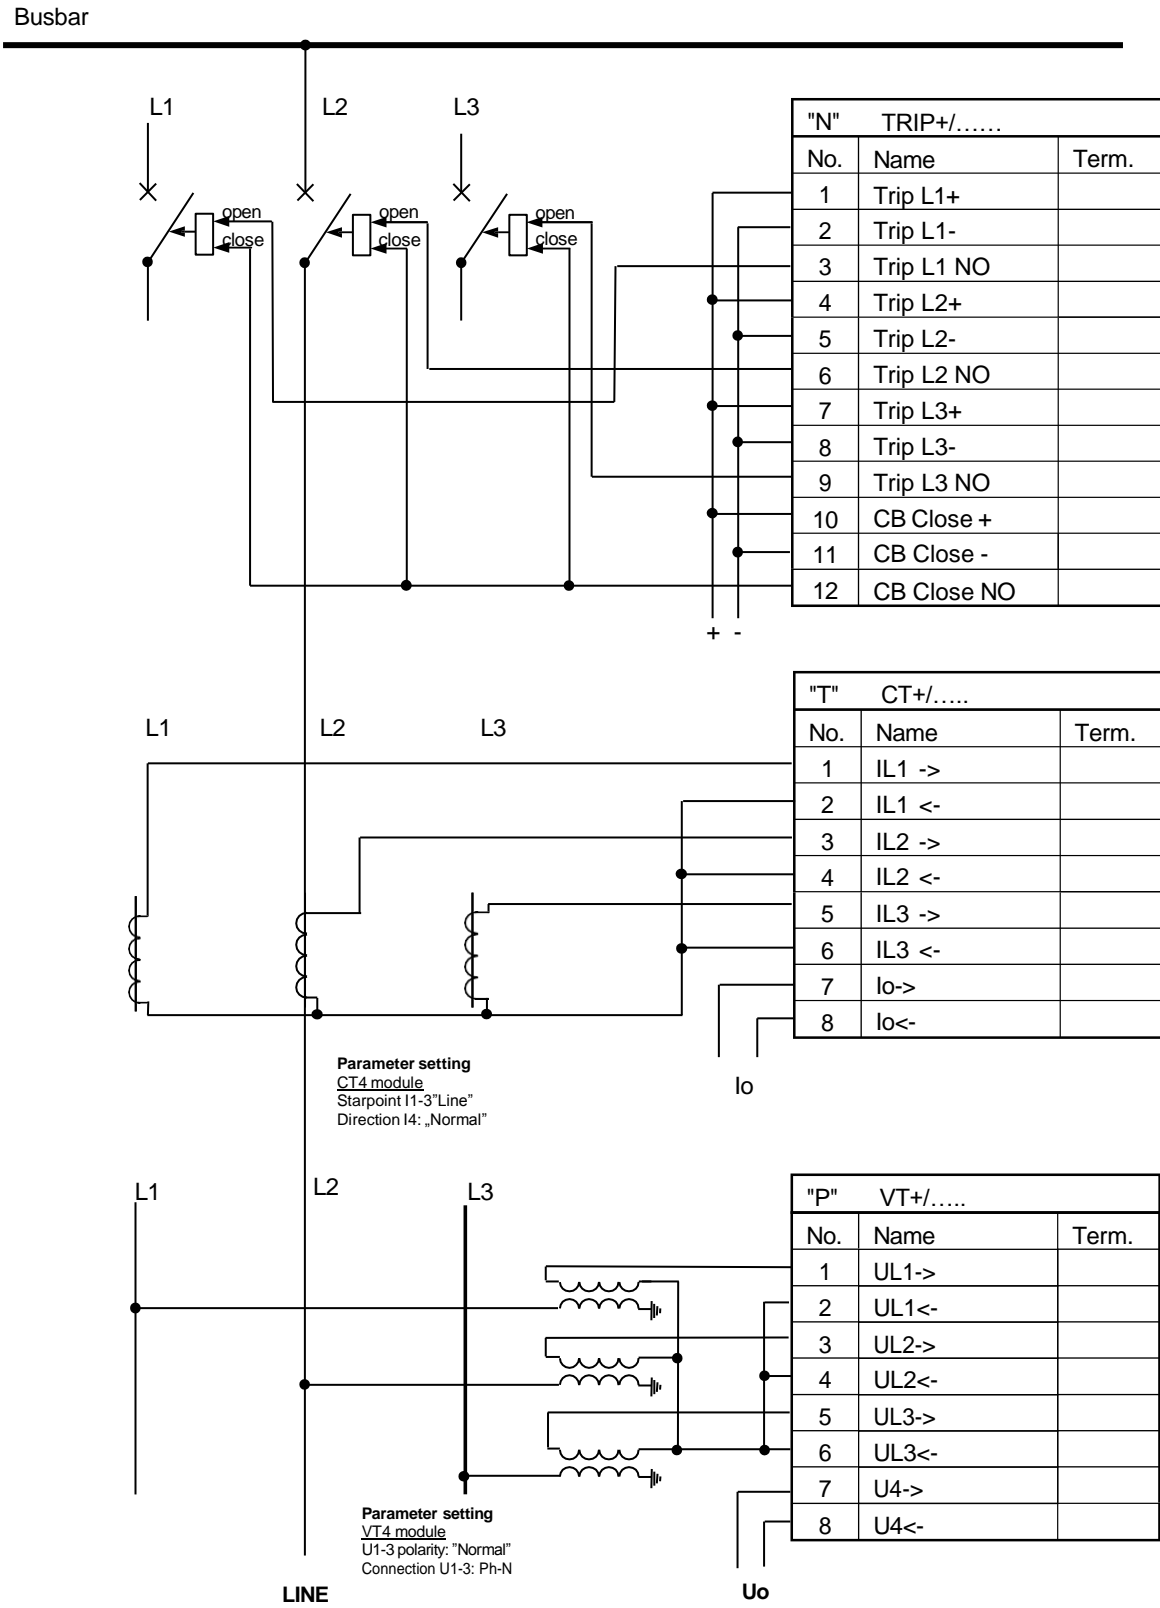 Busbar
L1 L2 L3
open close open close open close
"N" TRIP+/……
No. Name Term.
1 Trip L1+
2 Trip L1-
3 Trip L1 NO
4 Trip L2+
5 Trip L2-
6 Trip L2 NO
7 Trip L3+
8 Trip L3-
9 Trip L3 NO
10 CB Close +
11 CB Close -
12 CB Close NO
+ -
L1 L2 L3
"T" CT+/…..
No. Name Term.
1 IL1 ->
2 IL1 <-
3 IL2 ->
4 IL2 <-
5 IL3 ->
6 IL3 <-
7 Io->
8 Io<-
Io
Parameter setting
CT4 module
Starpoint I1-3"Line"
Direction I4: „Normal"
L1 L2 L3
"P" VT+/…..
No. Name Term.
1 UL1->
2 UL1<-
3 UL2->
4 UL2<-
5 UL3->
6 UL3<-
7 U4->
8 U4<-
Parameter setting
VT4 module
U1-3 polarity: "Normal"
Connection U1-3: Ph-N
LINE
Uo